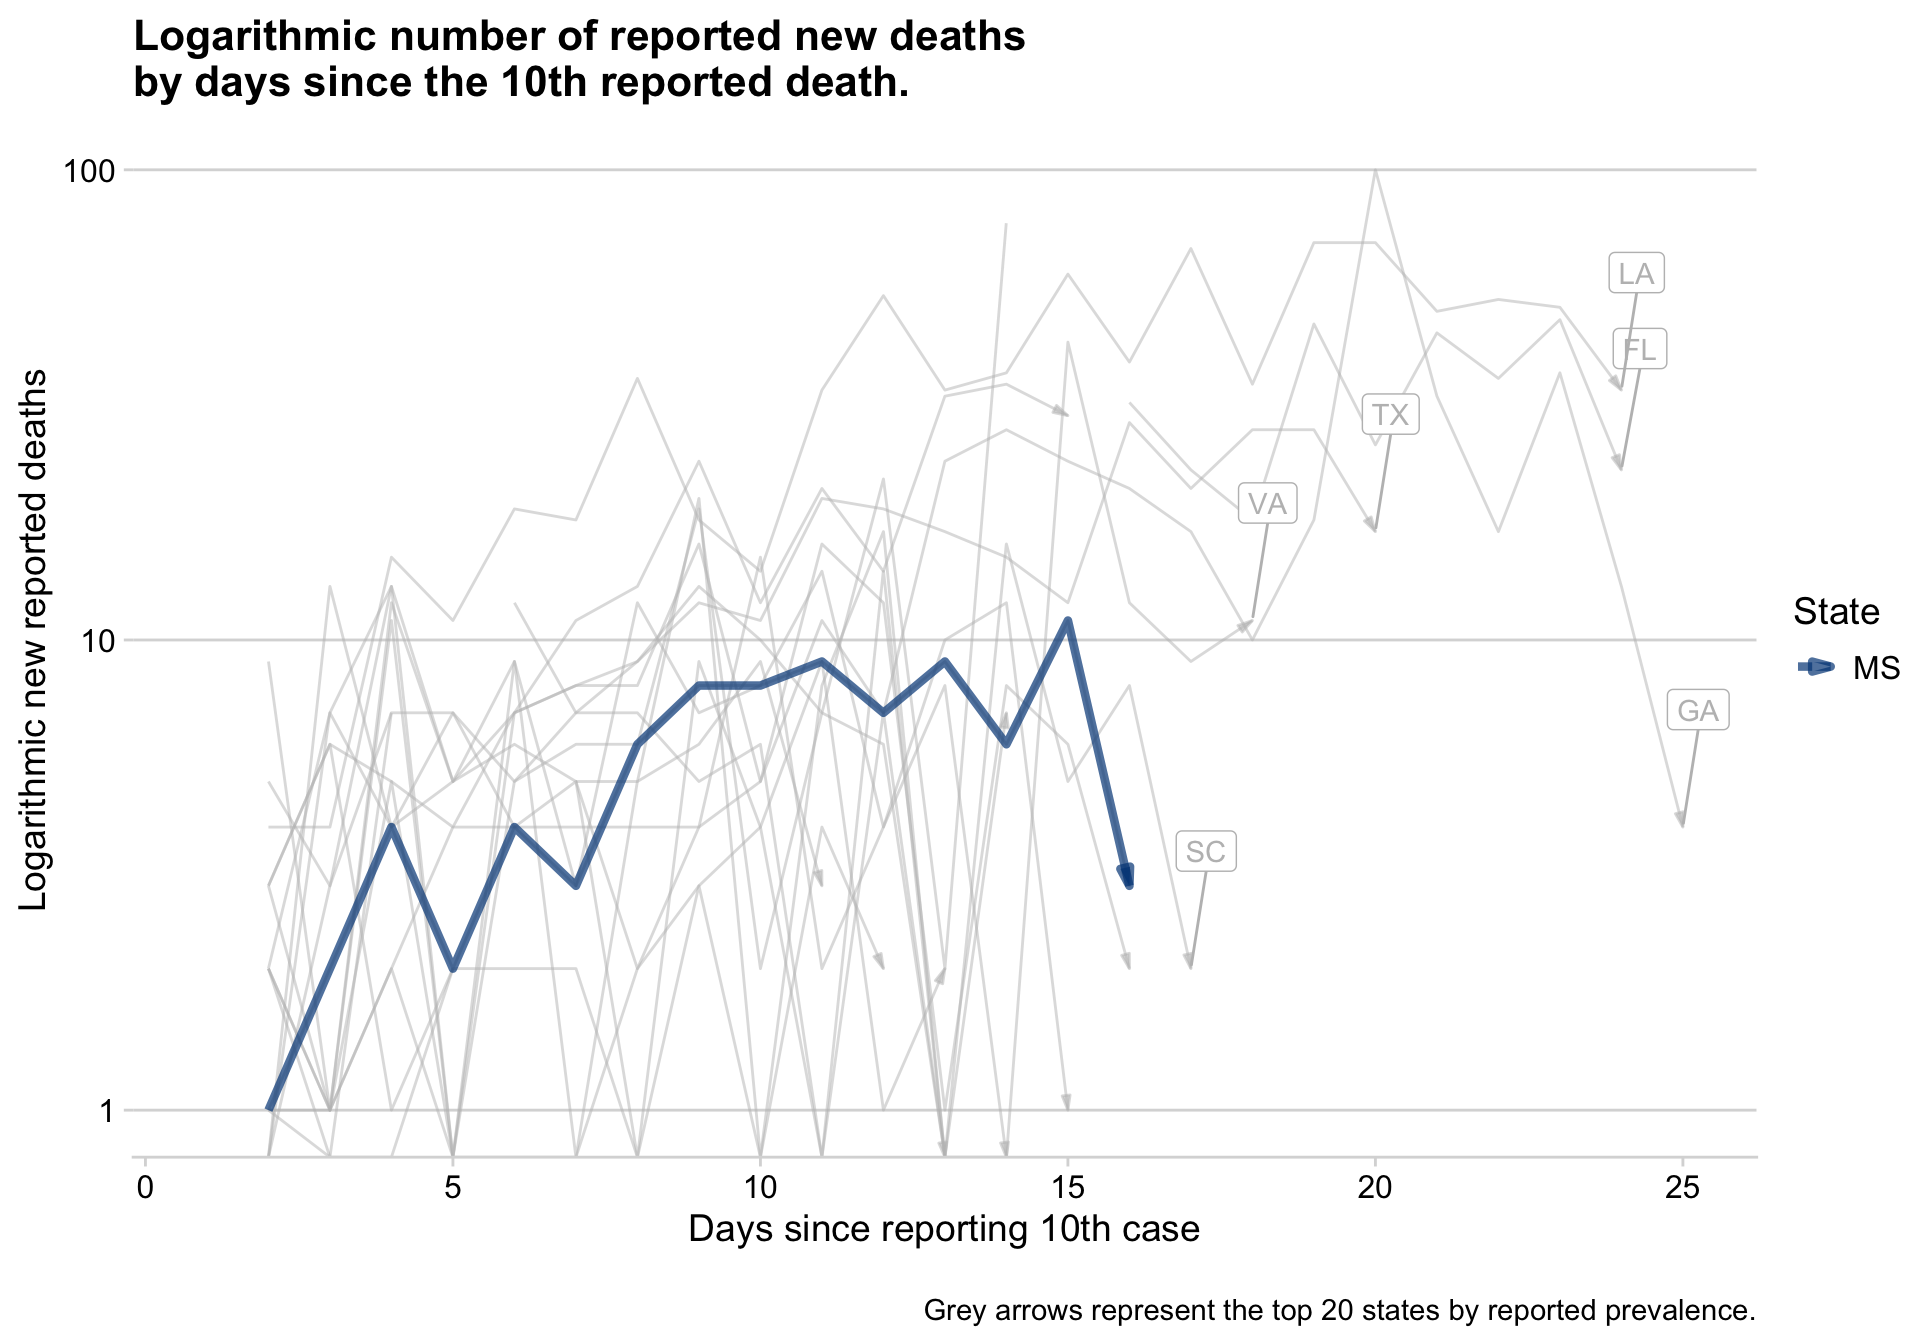 Logarithmic number of reported new deaths
by days since the 10th reported death.
100
10
1
Logarithmic new reported deaths
LA
FL
TX
VA
GA
SC
State
MS
0 5 10 15 20 25
Days since reporting 10th case
Grey arrows represent the top 20 states by reported prevalence.